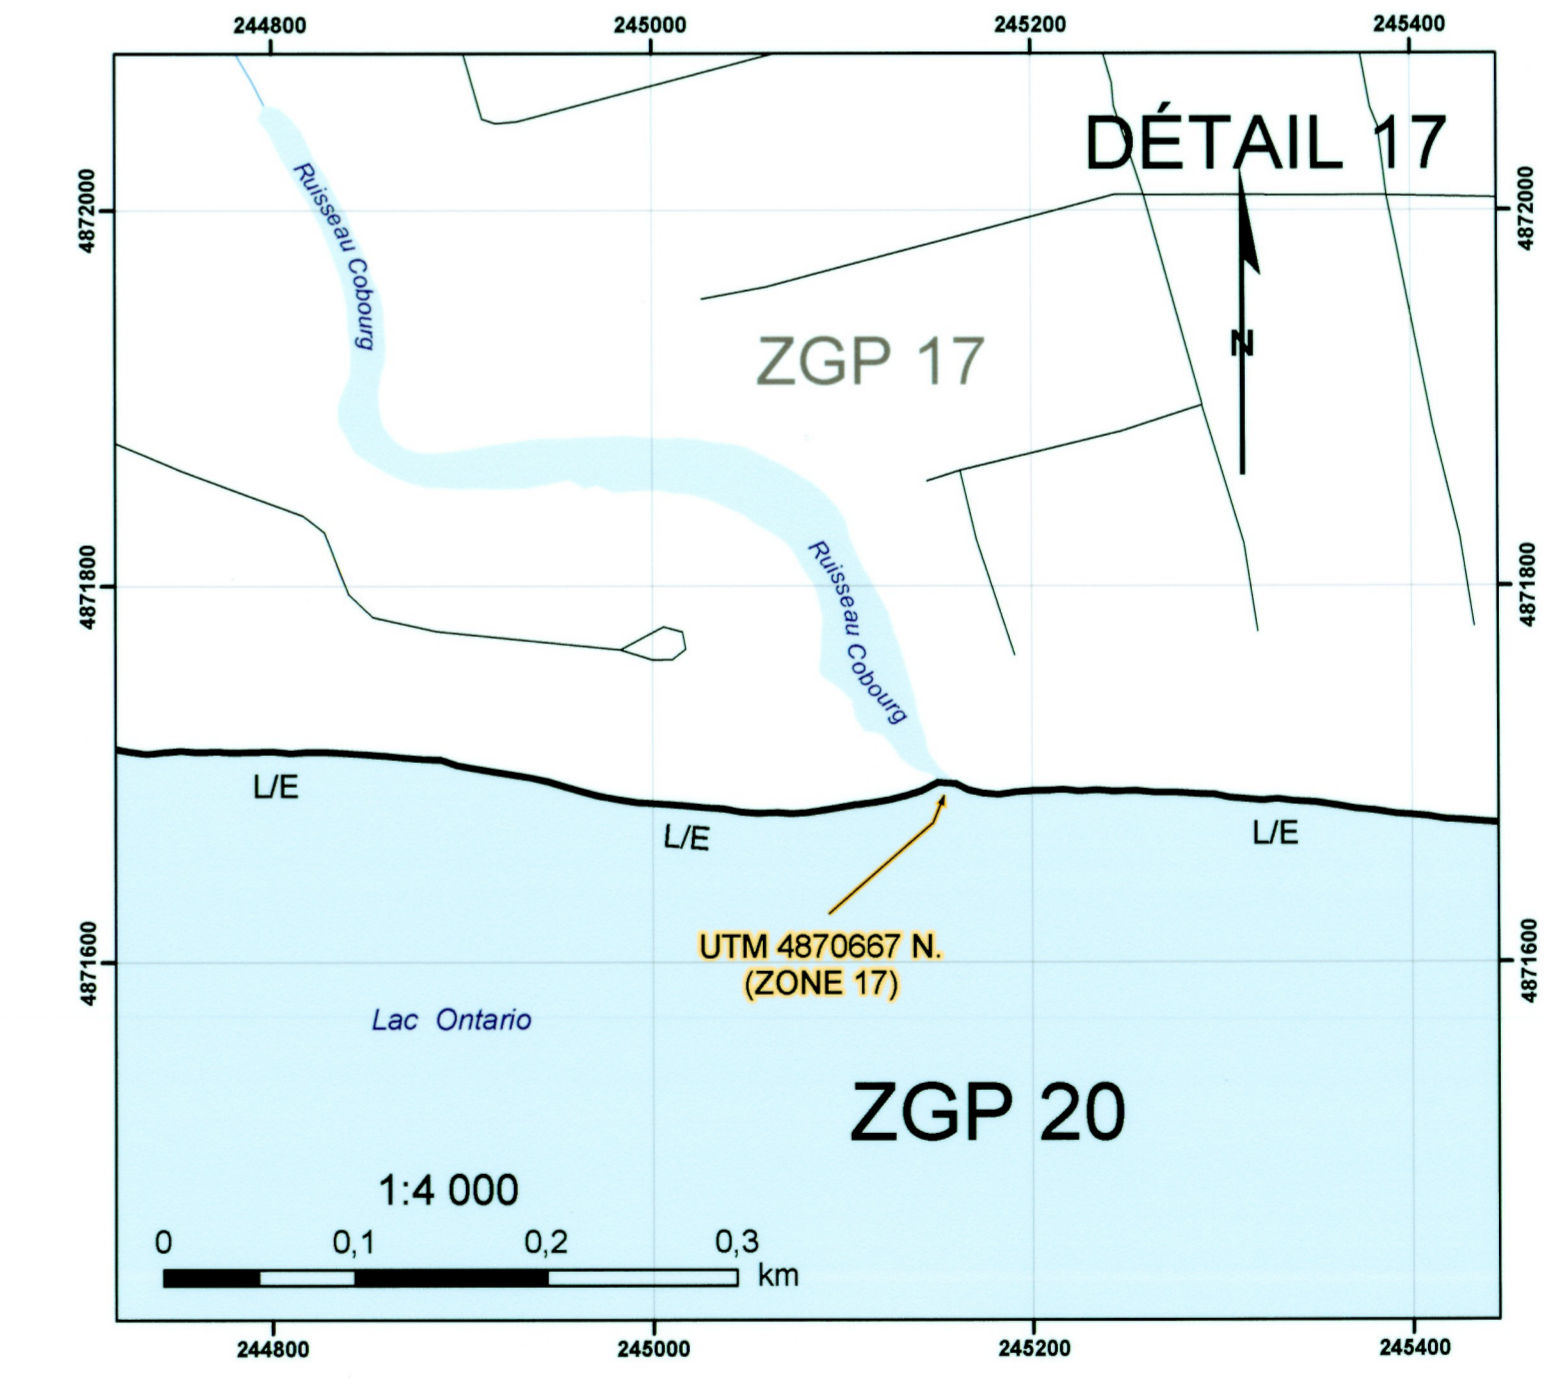 244800 245000 245200 245400
DÉTAIL 17
Ruisseau Cobourg
4872000 4872000
ZGP 17
N
Ruisseau Cobourg
4871800 4871800
L/E
L/E
L/E
UTM 4870667 N.
(ZONE 17)
4871600 4871600
Lac Ontario
ZGP 20
1:4 000
0 0,1 0,2 0,3
km
244800 245000 245200 245400